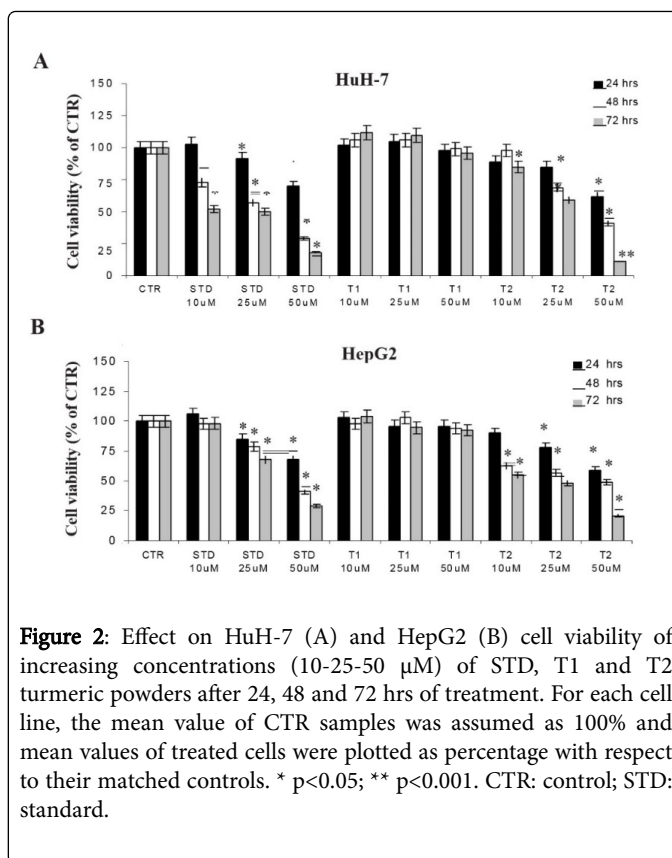 A
HuH-7
Cell viability (% of CTR)
150
125
100
75
50
25
0
24 hrs
48 hrs
72 hrs
* * * * * * * * * * **
CTR STD STD STD T1 T1 T1 T2 T2 T2
10uM 25uM 50uM 10uM 25uM 50uM 10uM 25uM 50uM
B
HepG2
Cell viability (% of CTR)
150
125
100
75
50
25
0
24 hrs
48 hrs
72 hrs
* * * * * * * * * * * * *
CTR STD STD STD T1 T1 T1 T2 T2 T2
10uM 25uM 50uM 10uM 25uM 50uM 10uM 25uM 50uM
Figure 2: Effect on HuH-7 (A) and HepG2 (B) cell viability of
increasing concentrations (10-25-50 μM) of STD, T1 and T2
turmeric powders after 24, 48 and 72 hrs of treatment. For each cell
line, the mean value of CTR samples was assumed as 100% and
mean values of treated cells were plotted as percentage with respect
to their matched controls. * p<0.05; ** p<0.001. CTR: control; STD:
standard.